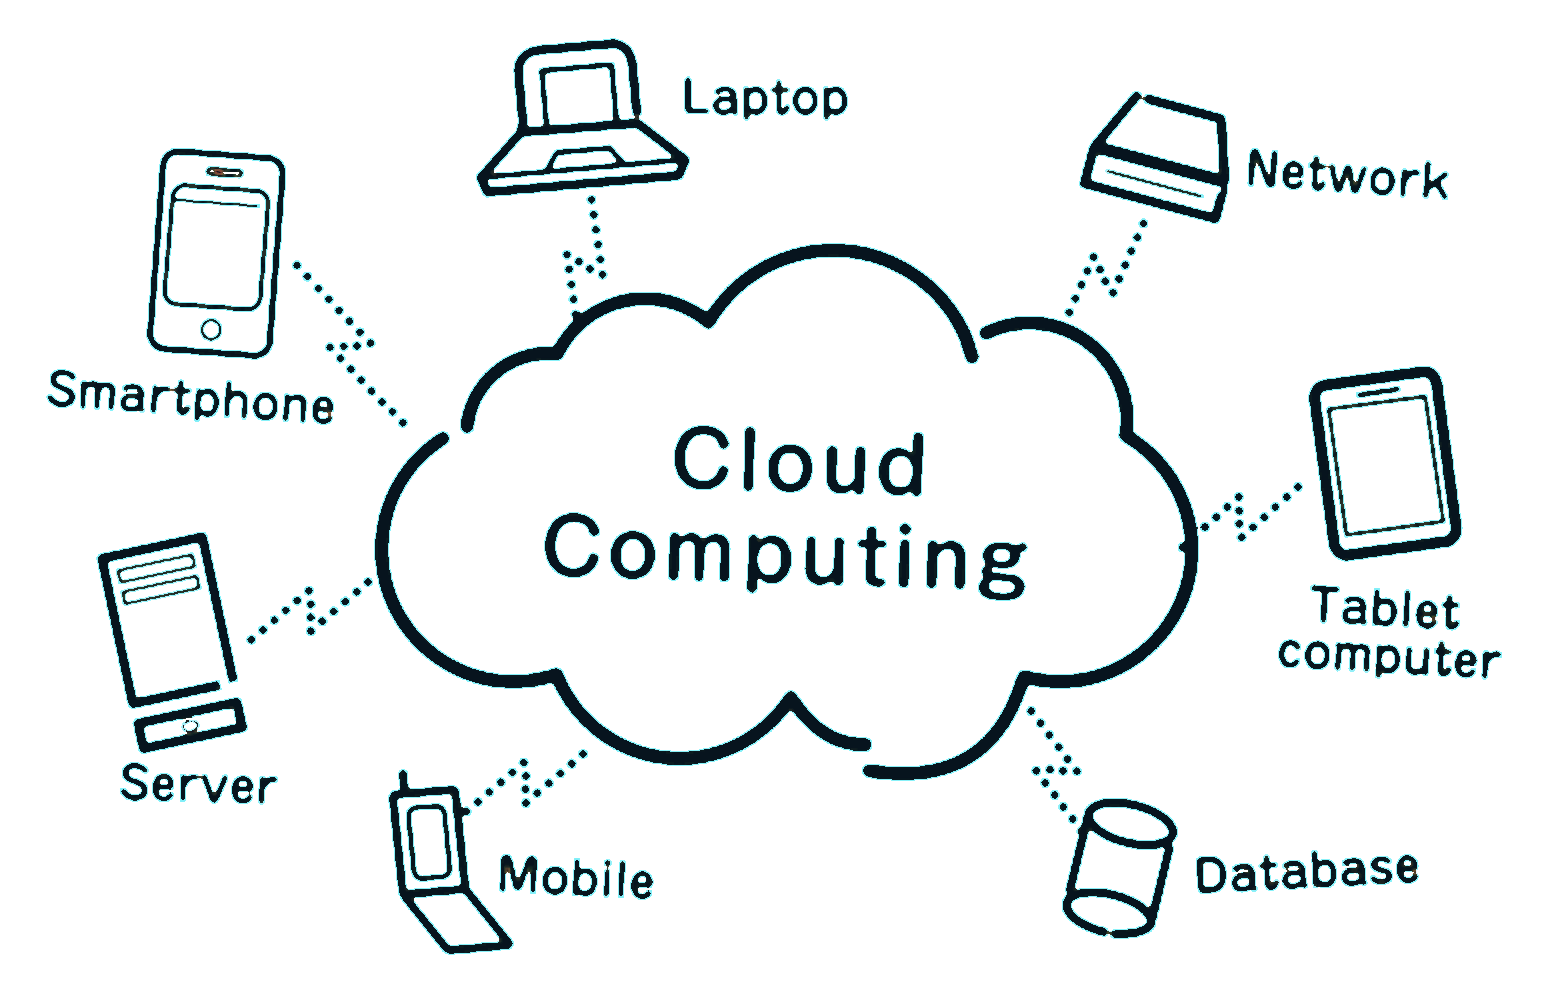 Laptop
Network
Smartphone
Cloud
Computing
Tablet
computer
Server
Mobile
Database